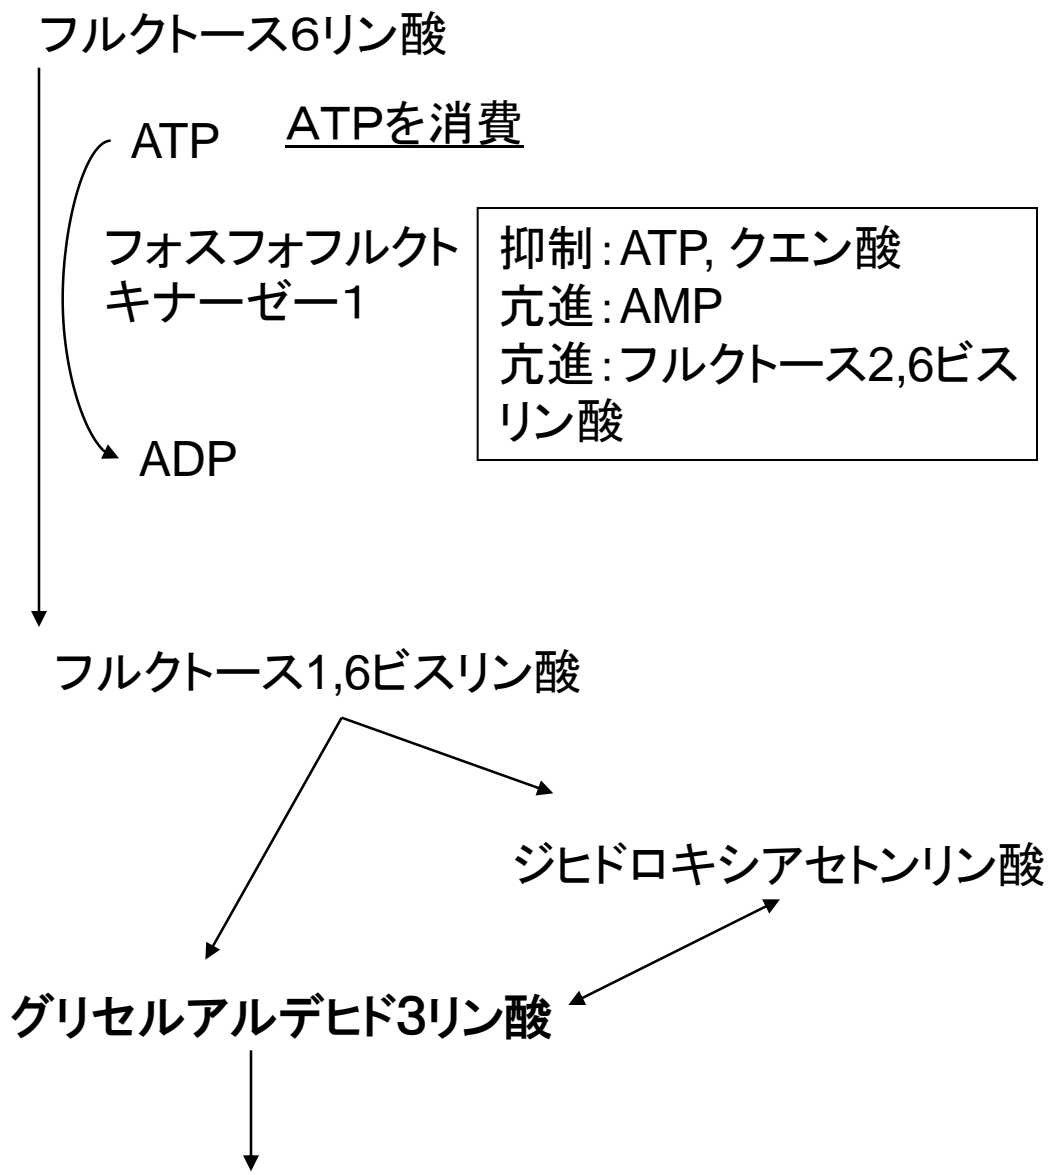 フルクトース６リン酸
ATP
ＡＴＰを消費
フォスフォフルクト
キナーゼー１
抑制：ATP, クエン酸
亢進：AMP
亢進：フルクトース2,6ビス
リン酸
ADP
フルクトース1,6ビスリン酸
ジヒドロキシアセトンリン酸
グリセルアルデヒド3リン酸